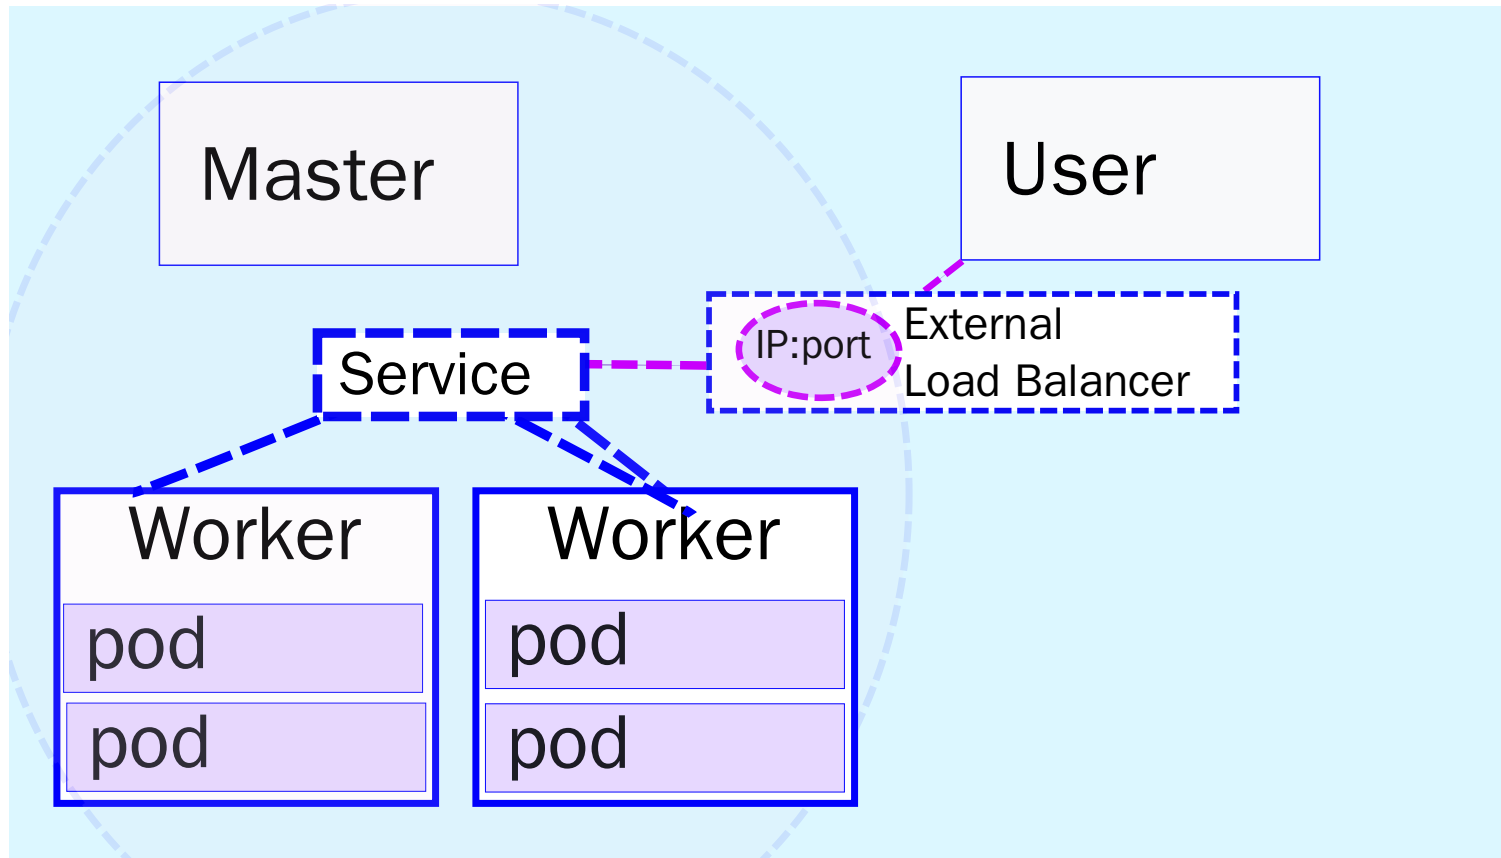 Master
User
IP:port
External
Load Balancer
Service
Worker
Worker
pod
pod
pod
pod